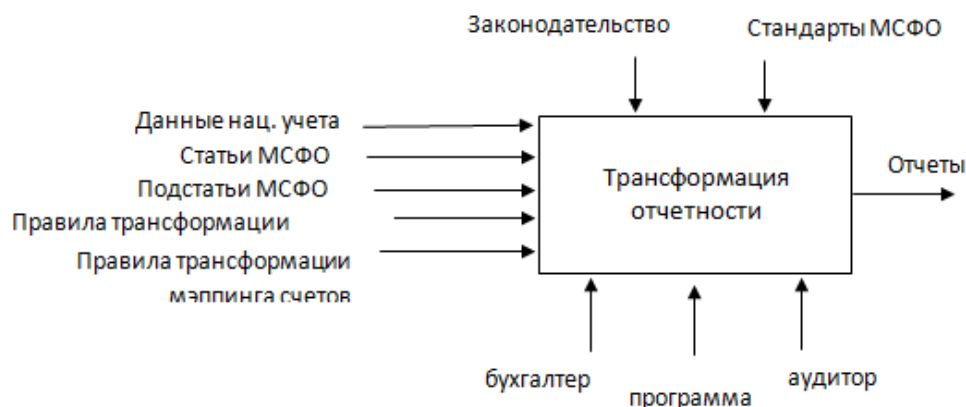 Законодательство
Стандарты МСФО
Данные нац. учета
Статьи МСФО
Подстатьи МСФО
Правила трансформации
Правила трансформации
мэппинга счетов
Трансформация
отчетности
Отчеты
бухгалтер
программа
аудитор